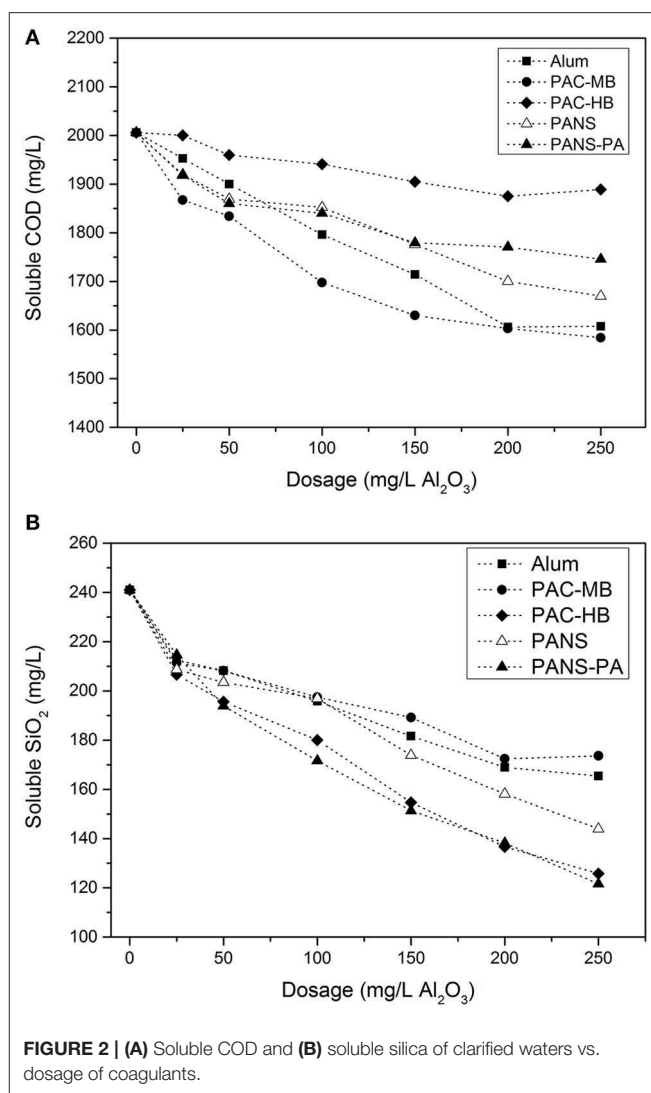 A
2200
2100
2000
1900
1800
1700
1600
1500
1400
Soluble COD (mg/L)
Alum
PAC-MB
PAC-HB
PANS
PANS-PA
0 50 100 150 200 250
Dosage (mg/L Al₂O₃)
B
260
240
220
200
180
160
140
120
100
Soluble SiO₂ (mg/L)
Alum
PAC-MB
PAC-HB
PANS
PANS-PA
0 50 100 150 200 250
Dosage (mg/L Al₂O₃)
FIGURE 2 | (A) Soluble COD and (B) soluble silica of clarified waters vs.
dosage of coagulants.